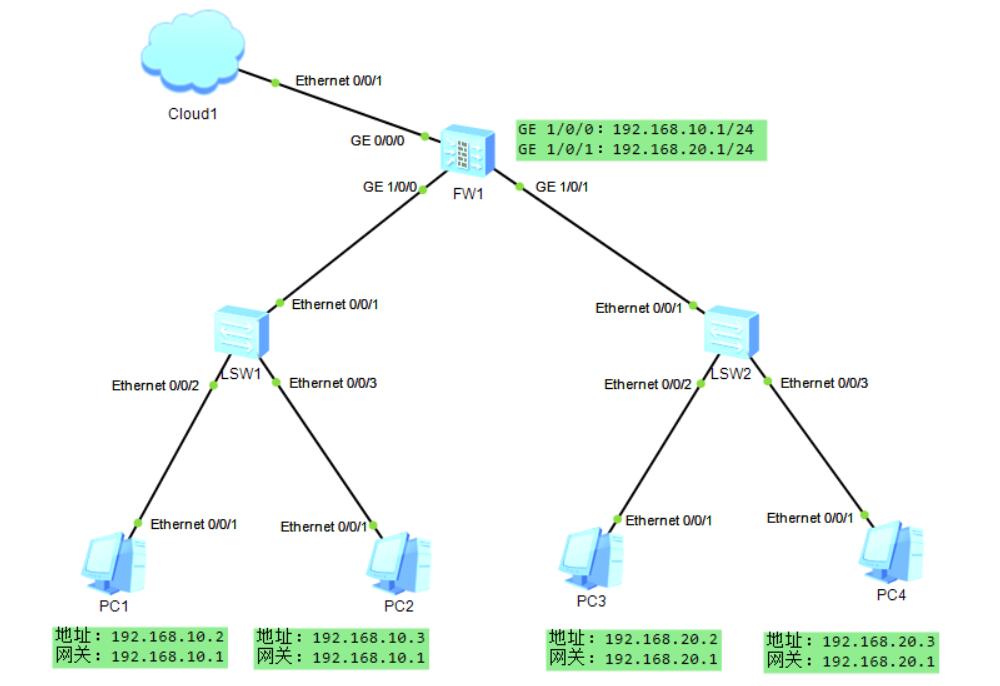 Ethernet 0/0/1
Cloud1
GE 0/0/0
GE 1/0/0：192.168.10.1/24
GE 1/0/1：192.168.20.1/24
GE 1/0/0
GE 1/0/1
FW1
Ethernet 0/0/1
Ethernet 0/0/1
LSW1
LSW2
Ethernet 0/0/2
Ethernet 0/0/3
Ethernet 0/0/2
Ethernet 0/0/3
Ethernet 0/0/1
Ethernet 0/0/1
Ethernet 0/0/1
Ethernet 0/0/1
PC1
PC2
PC3
PC4
地址：192.168.10.2
网关：192.168.10.1
地址：192.168.10.3
网关：192.168.10.1
地址：192.168.20.2
网关：192.168.20.1
地址：192.168.20.3
网关：192.168.20.1